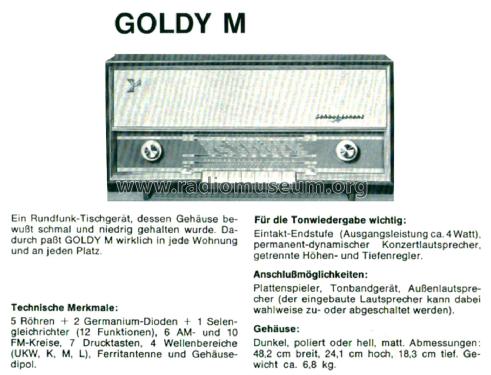 GOLDY M
Schaub-Lorenz
www.radiomuseum.org
Ein Rundfunk-Tischgerät, dessen Gehäuse be-
wußt schmal und niedrig gehalten wurde. Da-
durch paßt GOLDY M wirklich in jede Wohnung
und an jeden Platz.
Technische Merkmale:
5 Röhren + 2 Germanium-Dioden + 1 Selen-
gleichrichter (12 Funktionen), 6 AM- und 10
FM-Kreise, 7 Drucktasten, 4 Wellenbereiche
(UKW, K, M, L), Ferritantenne und Gehäuse-
dipol.
Für die Tonwiedergabe wichtig:
Eintakt-Endstufe (Ausgangsleistung ca. 4 Watt),
permanent-dynamischer Konzertlautsprecher,
getrennte Höhen- und Tiefenregler.
Anschlußmöglichkeiten:
Plattenspieler, Tonbandgerät, Außenlautspre-
cher (der eingebaute Lautsprecher kann dabei
wahlweise zu- oder abgeschaltet werden).
Gehäuse:
Dunkel, poliert oder hell, matt. Abmessungen:
48,2 cm breit, 24,1 cm hoch, 18,3 cm tief. Ge-
wicht ca. 6,8 kg.